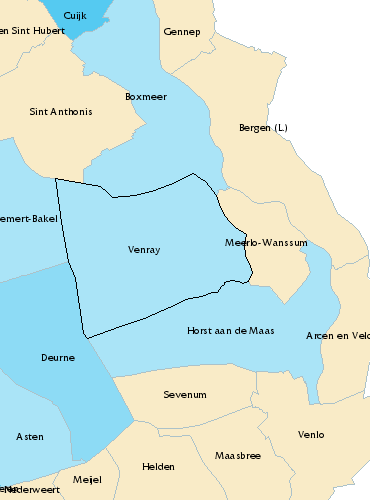 Cuijk
en Sint Hubert
Gennep
Boxmeer
Sint Anthonis
Bergen (L)
emert-Bakel
Venray
Meerlo-Wanssum
Horst aan de Maas
Arcen en Veld
Deurne
Sevenum
Asten
Venlo
Maasbree
Helden
Meijel
Nederweert